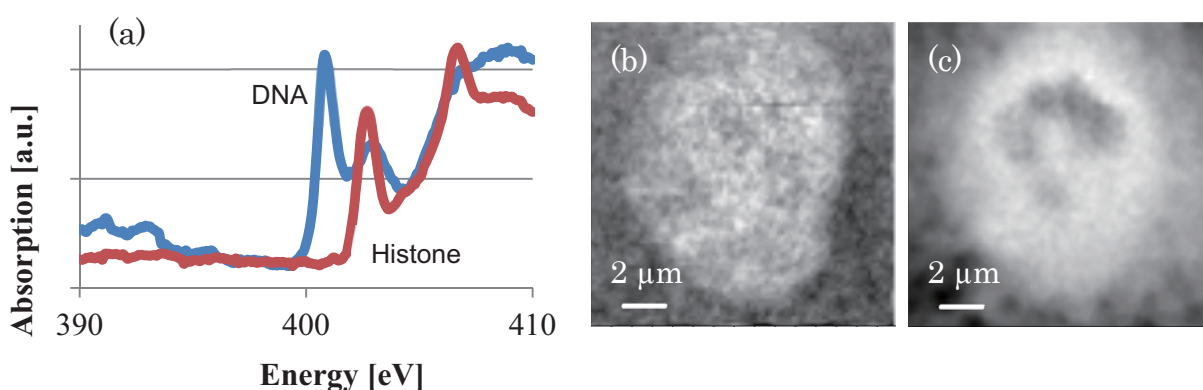 (a)
DNA
Histone
Absorption [a.u.]
390
400
410
Energy [eV]
(b)
2 µm
(c)
2 µm